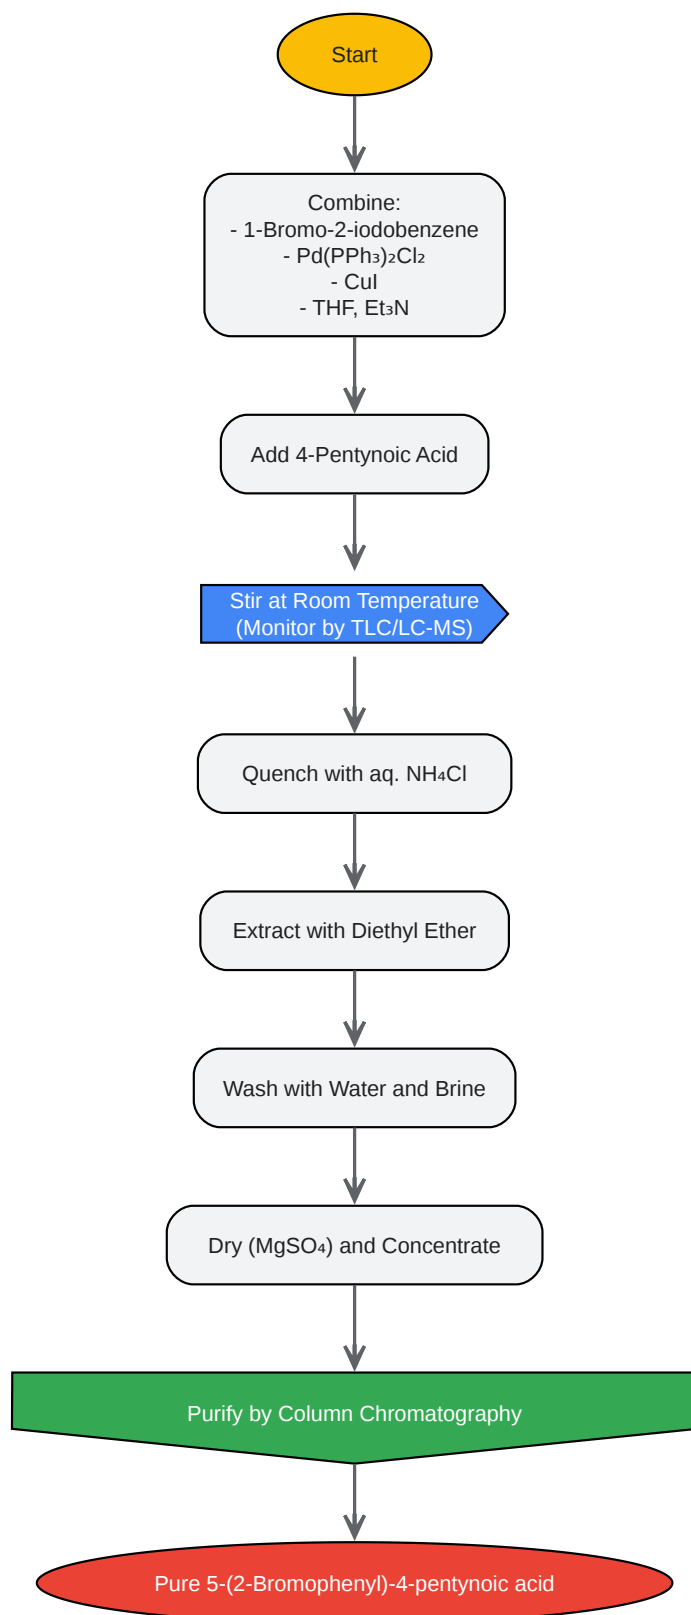 Start
Combine:
- 1-Bromo-2-iodobenzene
- Pd(PPh₃)₂Cl₂
- CuI
- THF, Et₃N
Add 4-Pentynoic Acid
Stir at Room Temperature
(Monitor by TLC/LC-MS)
Quench with aq. NH₄Cl
Extract with Diethyl Ether
Wash with Water and Brine
Dry (MgSO₄) and Concentrate
Purify by Column Chromatography
Pure 5-(2-Bromophenyl)-4-pentynoic acid